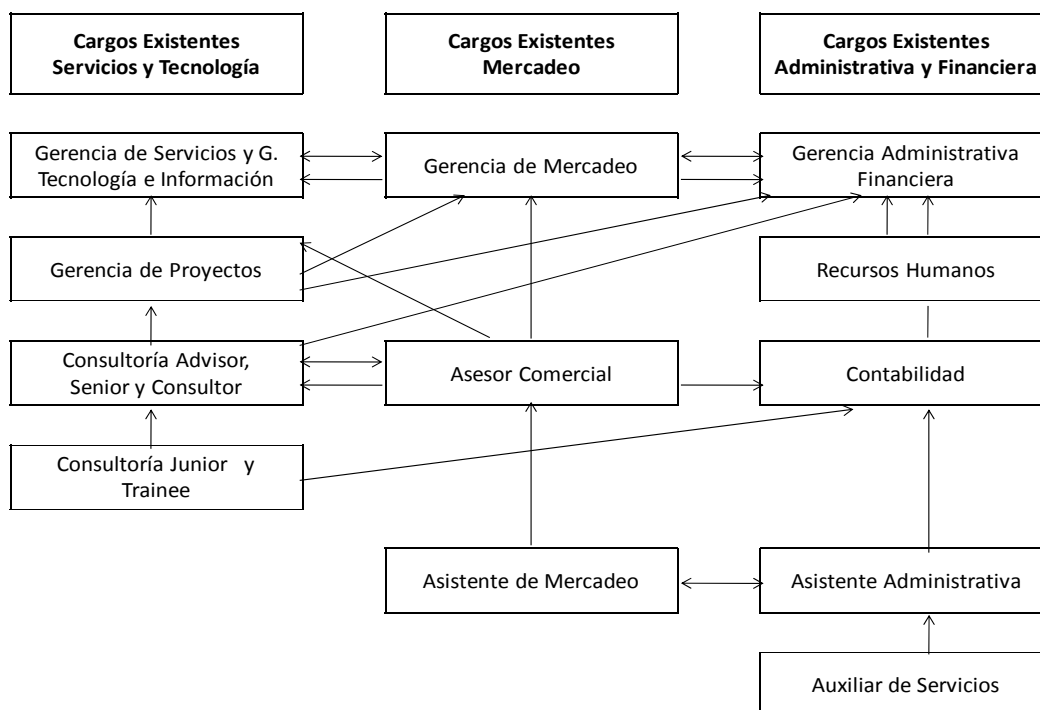 Cargos Existentes
Servicios y Tecnología
Cargos Existentes
Mercadeo
Cargos Existentes
Administrativa y Financiera
Gerencia de Servicios y G.
Tecnología e Información
Gerencia de Mercadeo
Gerencia Administrativa
Financiera
Gerencia de Proyectos
Recursos Humanos
Consultoría Advisor,
Senior y Consultor
Asesor Comercial
Contabilidad
Consultoría Junior y
Trainee
Asistente de Mercadeo
Asistente Administrativa
Auxiliar de Servicios